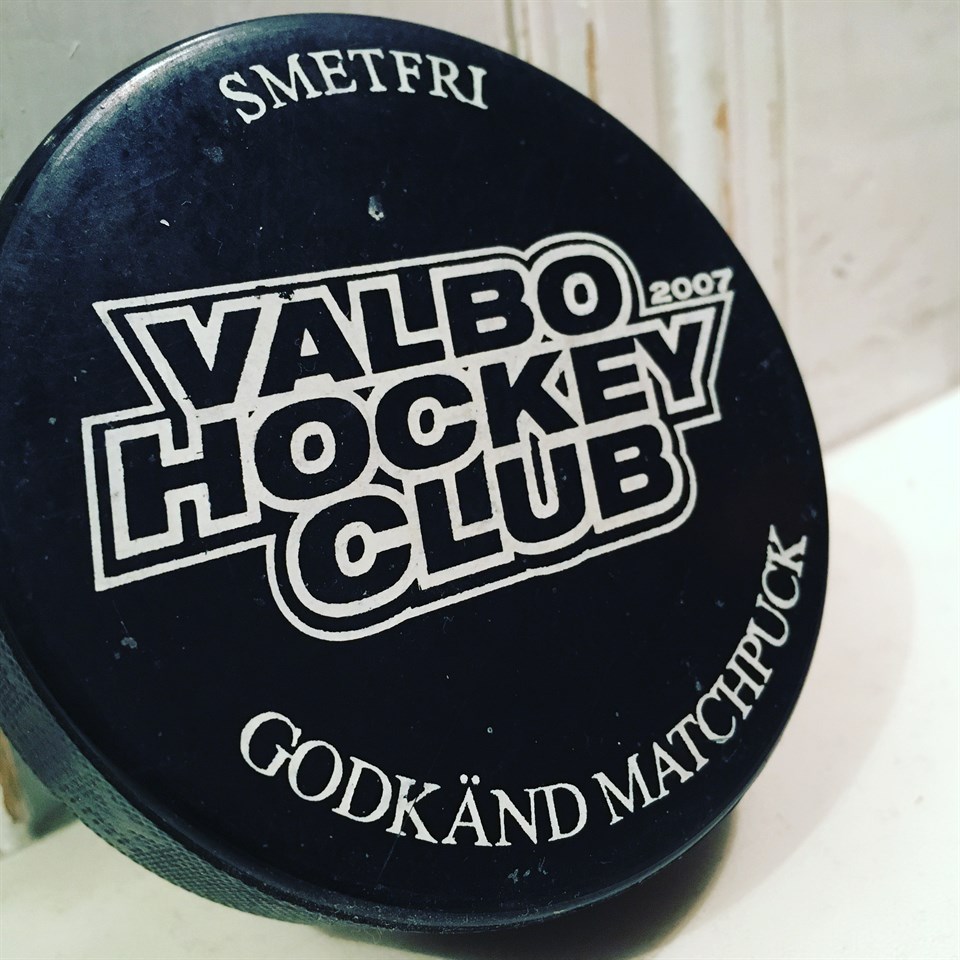 SMETFRI
VALBO
2007
HOCKEY
CLUB
GODKÄND MATCHPUCK